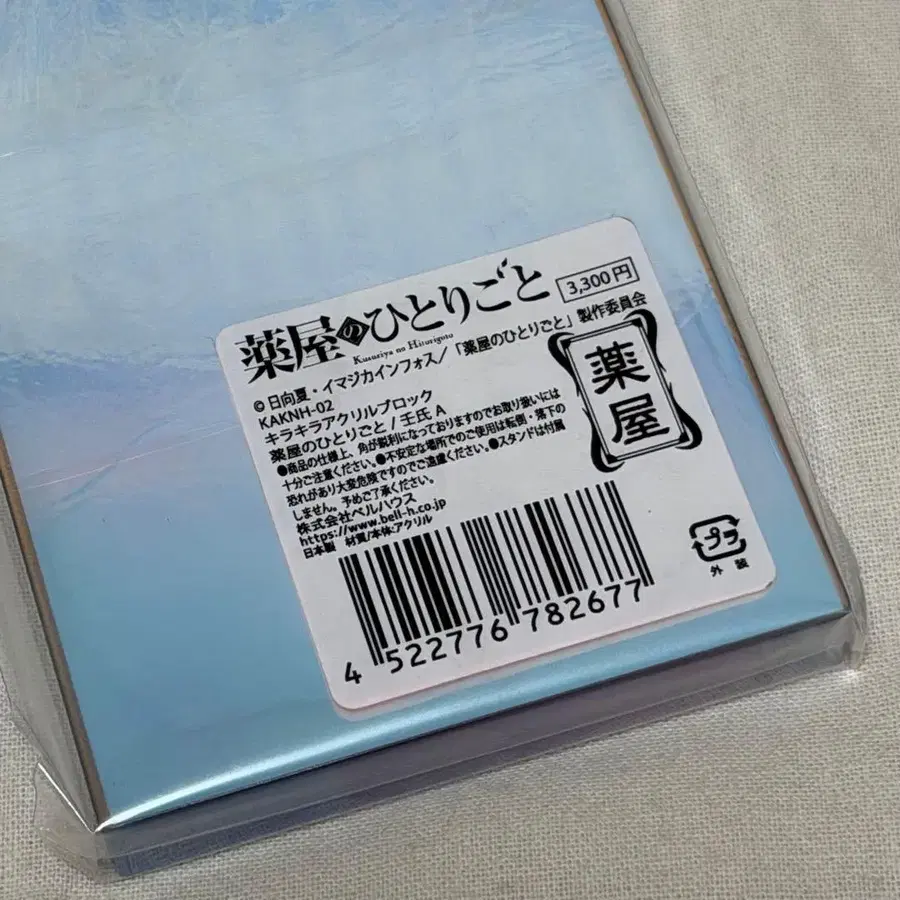 薬屋のひとりごと
Kusuriya no Hitorigoto
3,300円
©日向夏・イマジカインフォス/「薬屋のひとりごと」製作委員会
KAKNH-02
キラキラアクリルブロック
薬屋のひとりごと/壬氏 A
●商品の仕様上、角が鋭利になっておりますのでお取り扱いには
十分ご注意ください。●不安定な場所でのご使用は転倒・落下の
恐れがあり大変危険ですのでご遠慮ください。●スタンドは付属
しません。予めご了承ください。
株式会社ベルハウス
https://www.bell-h.co.jp
日本製 材質/本体:アクリル
薬屋
4 522776 782677
プラ
外装